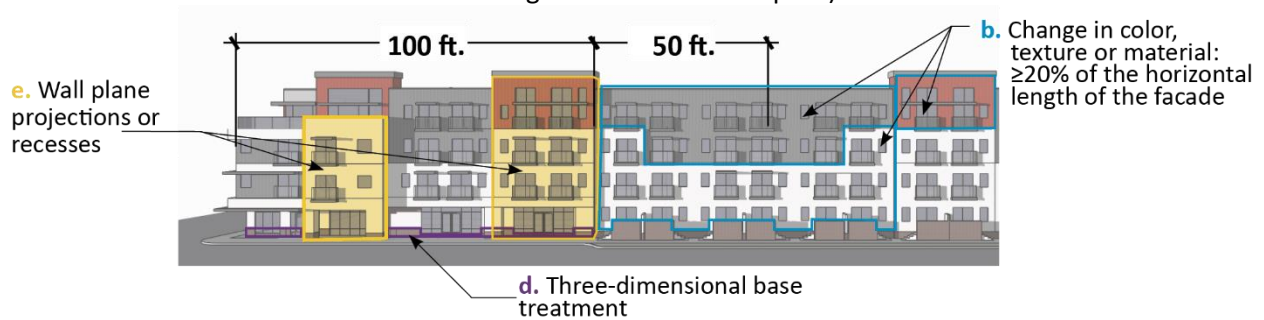 100 ft.
50 ft.
b. Change in color,
texture or material:
≥20% of the horizontal
length of the facade
e. Wall plane
projections or
recesses
d. Three-dimensional base
treatment